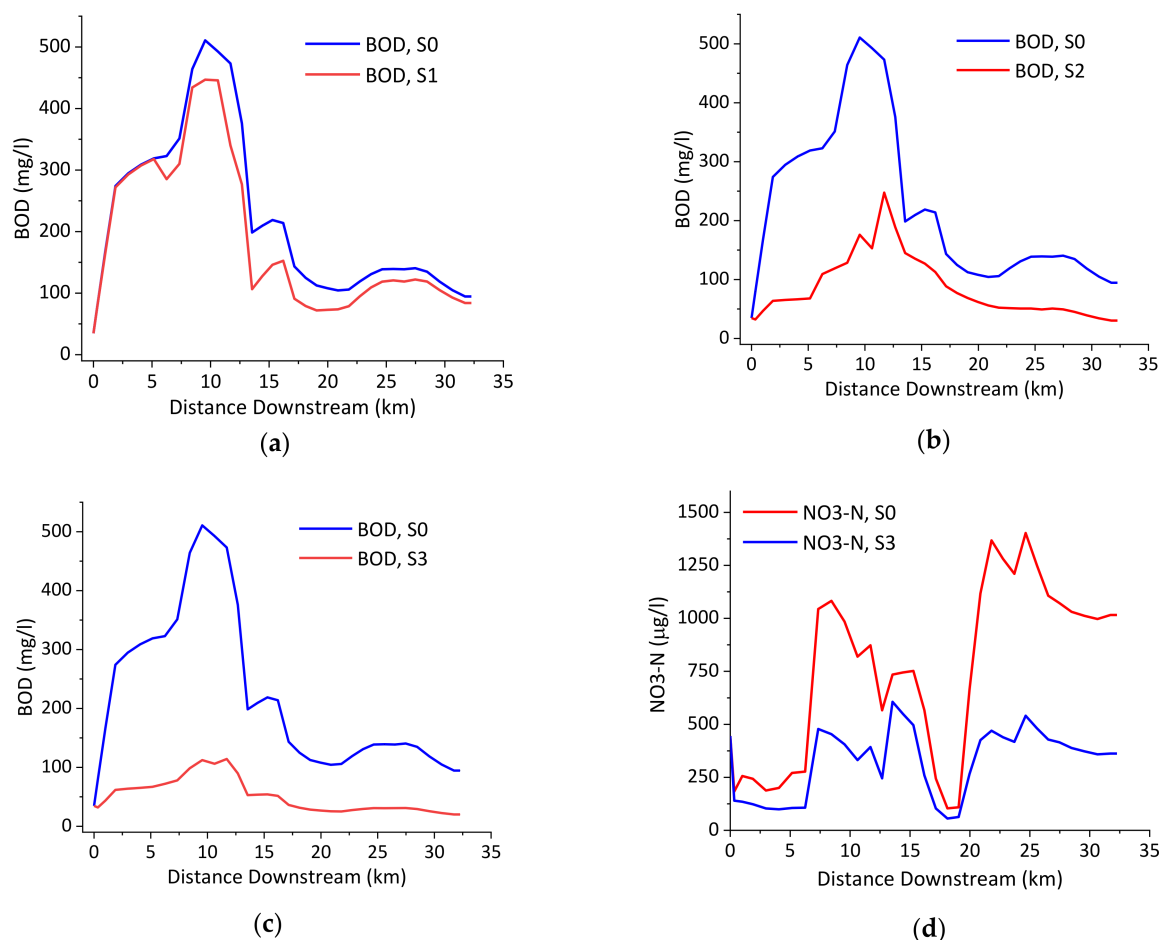 BOD, S0
BOD, S1
BOD (mg/l)
500
400
300
200
100
0
0 5 10 15 20 25 30 35
Distance Downstream (km)
(a)
BOD, S0
BOD, S2
BOD (mg/l)
500
400
300
200
100
0
0 5 10 15 20 25 30 35
Distance Downstream (km)
(b)
BOD, S0
BOD, S3
BOD (mg/l)
500
400
300
200
100
0
0 5 10 15 20 25 30 35
Distance Downstream (km)
(c)
NO3-N, S0
NO3-N, S3
NO3-N (µg/l)
1500
1250
1000
750
500
250
0
0 5 10 15 20 25 30 35
Distance Downstream (km)
(d)